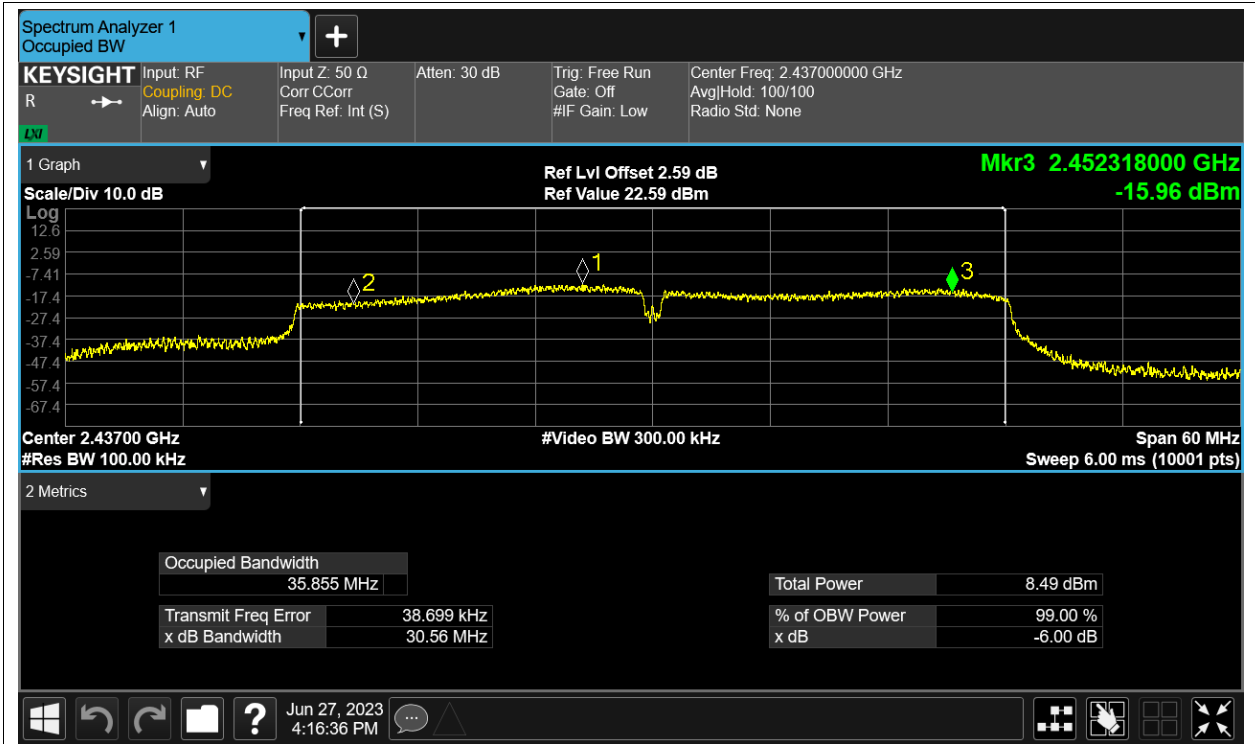 Spectrum Analyzer 1
Occupied BW
KEYSIGHT
R
LXI
Input: RF
Coupling: DC
Align: Auto
Input Z: 50 Ω
Corr CCorr
Freq Ref: Int (S)
Atten: 30 dB
Trig: Free Run
Gate: Off
#IF Gain: Low
Center Freq: 2.437000000 GHz
Avg|Hold: 100/100
Radio Std: None
1 Graph
Scale/Div 10.0 dB
Ref Lvl Offset 2.59 dB
Ref Value 22.59 dBm
Mkr3 2.452318000 GHz
-15.96 dBm
Log
12.6
2.59
-7.41
-17.4
-27.4
-37.4
-47.4
-57.4
-67.4
1
2
3
Center 2.43700 GHz
#Video BW 300.00 kHz
Span 60 MHz
#Res BW 100.00 kHz
Sweep 6.00 ms (10001 pts)
2 Metrics
Occupied Bandwidth
35.855 MHz
Transmit Freq Error 38.699 kHz
x dB Bandwidth 30.56 MHz
Total Power 8.49 dBm
% of OBW Power 99.00 %
x dB -6.00 dB
?
Jun 27, 2023
4:16:36 PM